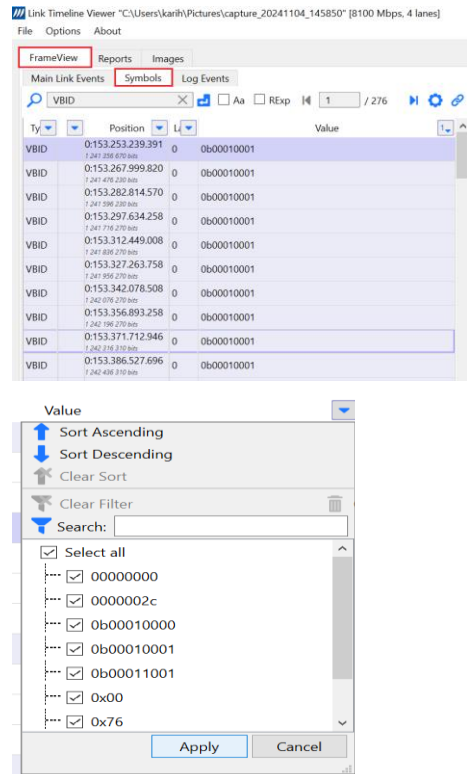 Link Timeline Viewer "C:\Users\karih\Pictures\capture_20241104_145850" [8100 Mbps, 4 lanes]
File Options About
FrameView Reports Images
Main Link Events Symbols Log Events
VBID Aa RExp 1 / 276
Ty Position La Value 1
VBID 0:153.253.239.391 0 0b00010001
1 241 356 670 bits
VBID 0:153.267.999.820 0 0b00010001
1 241 476 230 bits
VBID 0:153.282.814.570 0 0b00010001
1 241 596 230 bits
VBID 0:153.297.634.258 0 0b00010001
1 241 716 270 bits
VBID 0:153.312.449.008 0 0b00010001
1 241 836 270 bits
VBID 0:153.327.263.758 0 0b00010001
1 241 956 270 bits
VBID 0:153.342.078.508 0 0b00010001
1 242 076 270 bits
VBID 0:153.356.893.258 0 0b00010001
1 242 196 270 bits
VBID 0:153.371.712.946 0 0b00010001
1 242 316 310 bits
VBID 0:153.386.527.696 0 0b00010001
1 242 436 310 bits
Value
Sort Ascending
Sort Descending
Clear Sort
Clear Filter
Search:
Select all
00000000
0000002c
0b00010000
0b00010001
0b00011001
0x00
0x76
Apply Cancel